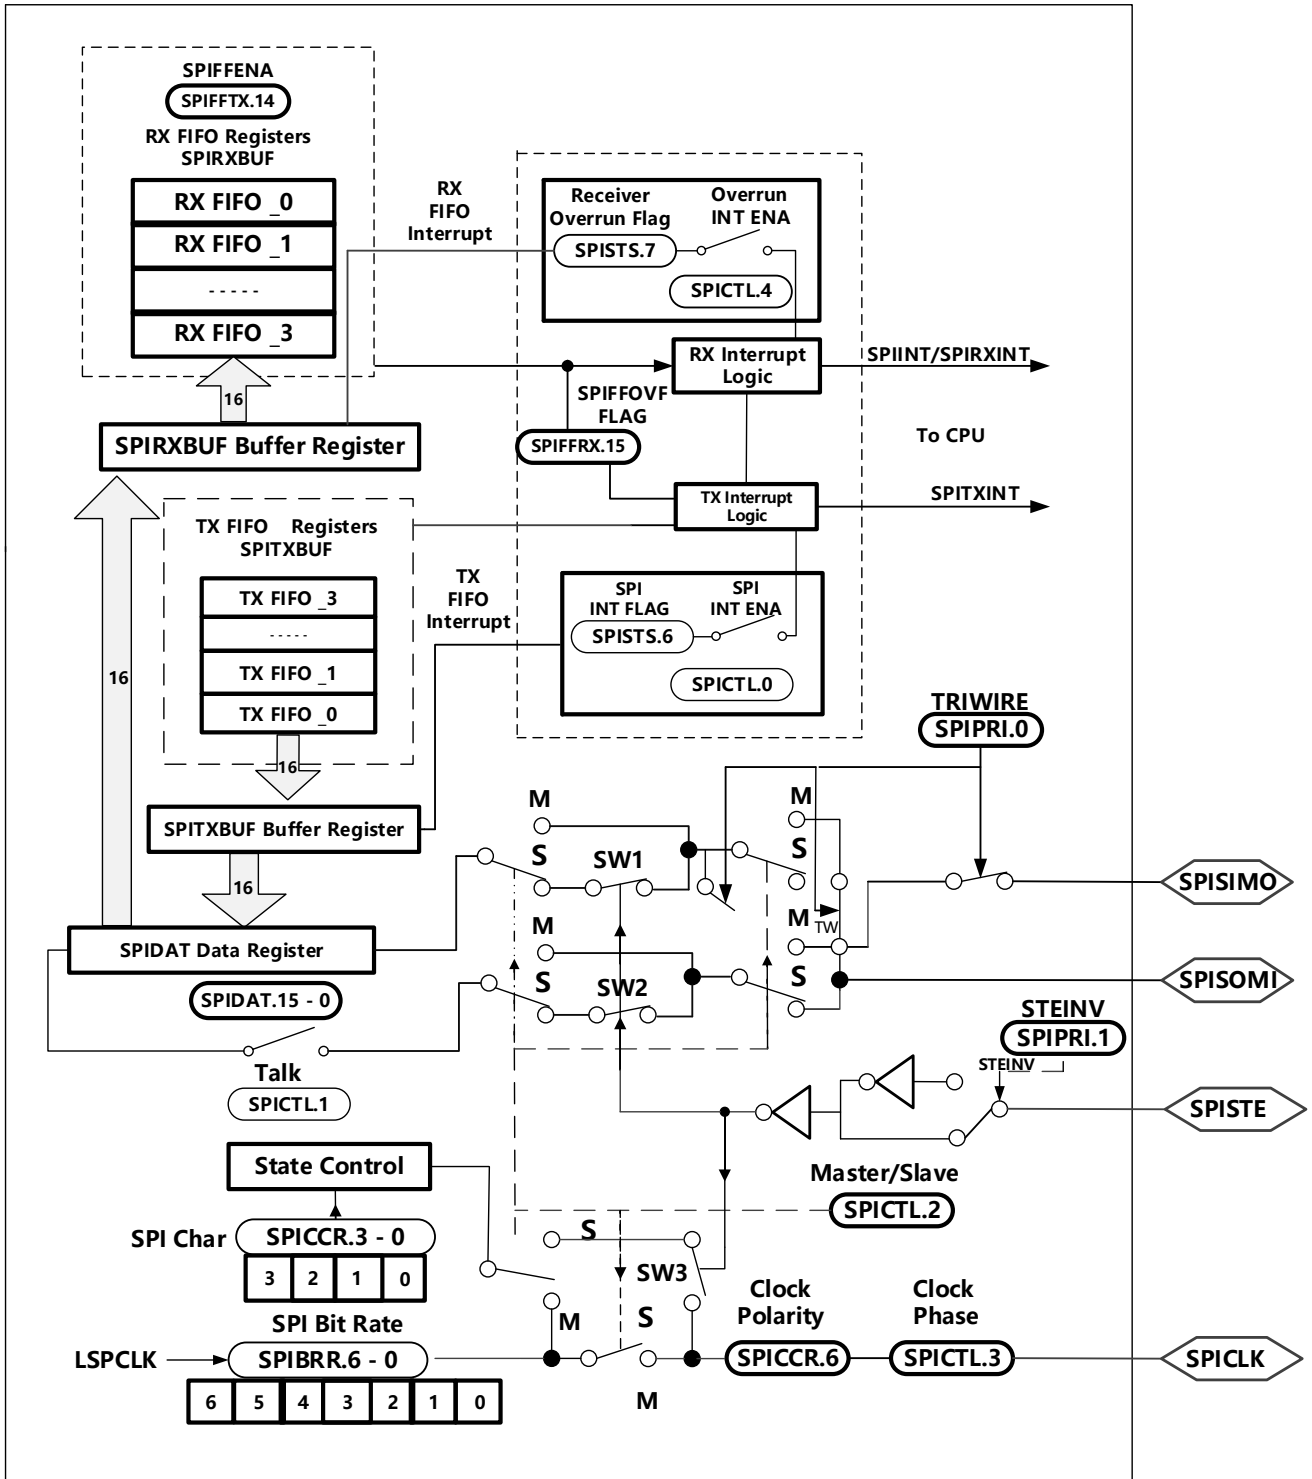 SPIFFENA
SPIFFTX.14
RX FIFO Registers
SPIRXBUF
RX FIFO _0
RX FIFO _1
-----
RX FIFO _3
16
SPIRXBUF Buffer Register
RX
FIFO
Interrupt
Receiver
Overrun Flag
Overrun
INT ENA
SPISTS.7
SPICTL.4
RX Interrupt
Logic
SPIINT/SPIRXINT
SPIFFOVF
FLAG
SPIFFRX.15
To CPU
TX Interrupt
Logic
SPITXINT
TX FIFO Registers
SPITXBUF
TX FIFO _3
-----
TX FIFO _1
TX FIFO _0
16
16
TX
FIFO
Interrupt
SPI
INT FLAG
SPI
INT ENA
SPISTS.6
SPICTL.0
TRIWIRE
SPIPRI.0
SPITXBUF Buffer Register
16
SPIDAT Data Register
SPIDAT.15 - 0
Talk
SPICTL.1
M
S
SW1
M
S
SPISIMO
M
S
SW2
M
TW
S
SPISOMI
STEINV
SPIPRI.1
STEINV
SPISTE
Master/Slave
SPICTL.2
State Control
SPI Char
SPICCR.3 - 0
3 2 1 0
S
SW3
M
S
M
SPI Bit Rate
LSPCLK
SPIBRR.6 - 0
6 5 4 3 2 1 0
Clock
Polarity
SPICCR.6
Clock
Phase
SPICTL.3
SPICLK